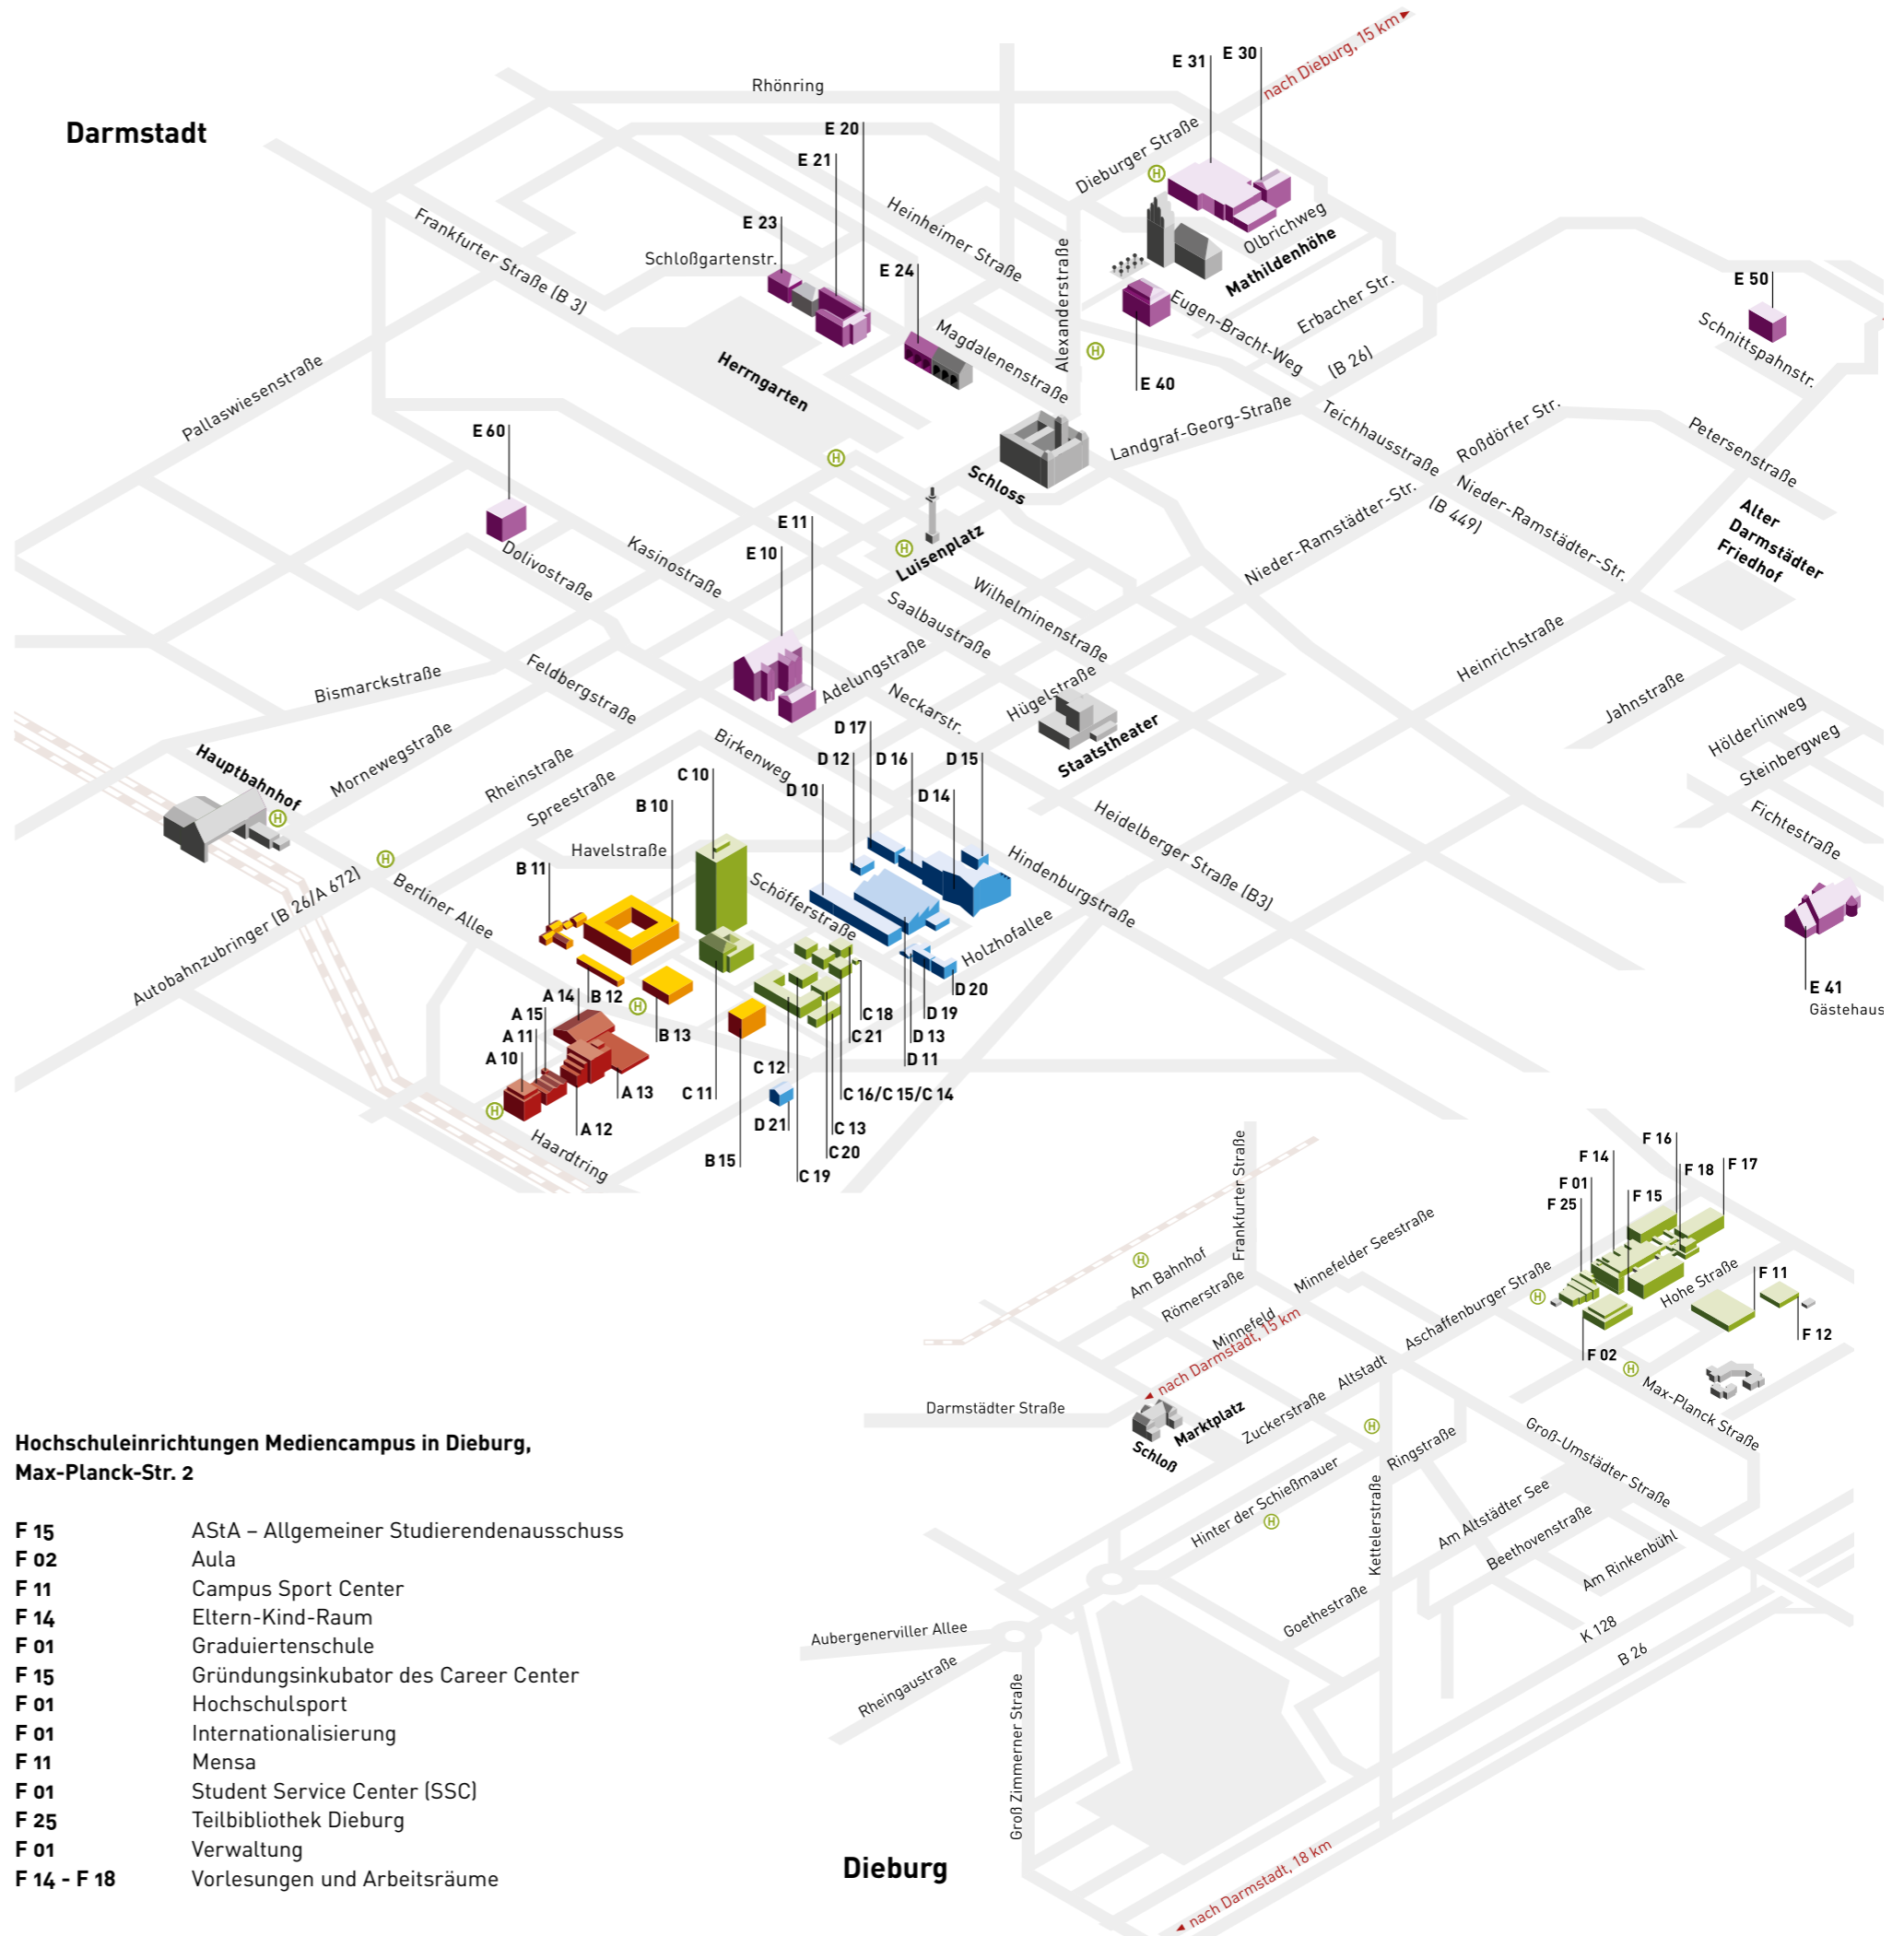 Darmstadt
nach Dieburg, 15 km
E 30
E 31
Rhönring
E 20
E 21
Dieburger Straße
Heinheimer Straße
Frankfurter Straße (B 3)
E 23
Schloßgartenstr.
E 24
Olbrichweg
Mathildenhöhe
Alexanderstraße
E 50
Schnittspahnstr.
Eugen-Bracht-Weg
Erbacher Str.
(B 26)
E 40
Magdalenenstraße
Herrngarten
Pallaswiesenstraße
Landgraf-Georg-Straße
Teichhausstraße
Roßdörfer Str.
Petersenstraße
E 60
H
H
H
H
Schloss
Luisenplatz
Nieder-Ramstädter-Str.
(B 449)
Nieder-Ramstädter-Str.
Alter
Darmstädter
Friedhof
E 11
E 10
Kasinostraße
Dolivostraße
Saalbaustraße
Wilhelminenstraße
Heinrichstraße
Bismarckstraße
Feldbergstraße
Adelungstraße
Neckarstr.
Hügelstraße
Staatstheater
Jahnstraße
Hölderlinweg
Steinbergweg
Fichtestraße
Hauptbahnhof
H
Mornewegstraße
Rheinstraße
Spreestraße
Birkenweg
D 17
D 12
D 16
D 15
C 10
D 10
D 14
B 10
Havelstraße
H
B 11
Schöfferstraße
Hindenburgstraße
Heidelberger Straße (B3)
Autobahnzubringer (B 26/A 672)
Berliner Allee
Holzhofallee
E 41
Gästehaus
A 14
B 12
H
D 20
A 15
C 18
D 19
A 11
B 13
C 21
D 13
A 10
D 11
C 12
A 13
C 11
C 16/C 15/C 14
H
A 12
D 21
C 13
Haardtring
B 15
C 20
C 19
F 16
F 14
F 18
F 17
F 01
F 15
F 25
Frankfurter Straße
Minnefelder Seestraße
H
Am Bahnhof
Römerstraße
Minnefeld
nach Darmstadt, 15 km
Aschaffenburger Straße
H
Hohe Straße
F 11
F 12
F 02
H
Max-Planck Straße
Altstadt
Darmstädter Straße
Schloß
Marktplatz
Zuckerstraße
H
Ringstraße
Groß-Umstädter Straße
Hinter der Schießmauer
H
Kettelerstraße
Am Altstädter See
Beethovenstraße
Am Rinkenbühl
Goethestraße
K 128
B 26
Aubergenerviller Allee
Rheingaustraße
Groß Zimmerner Straße
Dieburg
nach Darmstadt, 18 km
Hochschuleinrichtungen Mediencampus in Dieburg,
Max-Planck-Str. 2
F 15 AStA – Allgemeiner Studierendenausschuss
F 02 Aula
F 11 Campus Sport Center
F 14 Eltern-Kind-Raum
F 01 Graduiertenschule
F 15 Gründungsinkubator des Career Center
F 01 Hochschulsport
F 01 Internationalisierung
F 11 Mensa
F 01 Student Service Center (SSC)
F 25 Teilbibliothek Dieburg
F 01 Verwaltung
F 14 - F 18 Vorlesungen und Arbeitsräume